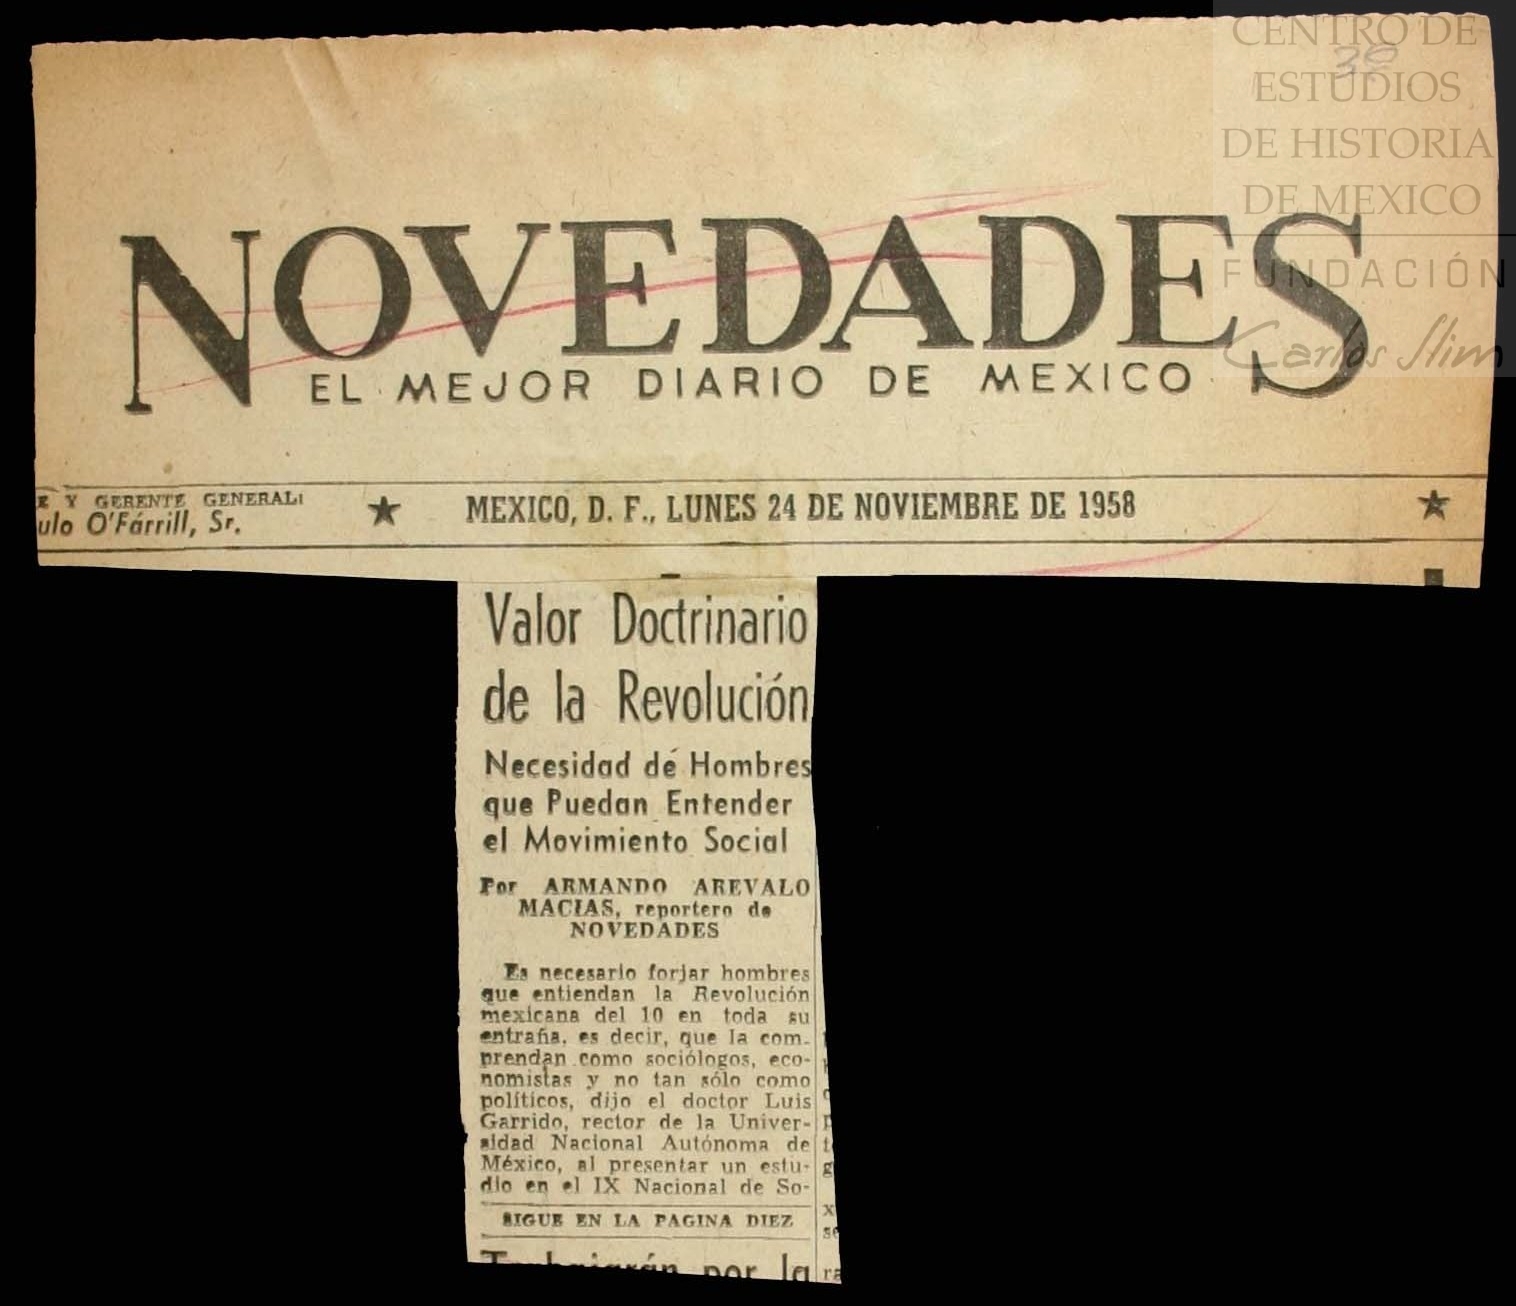 CENTRO DE
ESTUDIOS
DE HISTORIA
DE MEXICO
FUNDACIÓN
Carlos Slim
39
NOVEDADES
EL MEJOR DIARIO DE MEXICO
E Y GERENTE GENERAL:
ulo O'Fárrill, Sr.
★ MEXICO, D. F., LUNES 24 DE NOVIEMBRE DE 1958 ★
Valor Doctrinario
de la Revolución
Necesidad de Hombres
que Puedan Entender
el Movimiento Social
Por ARMANDO AREVALO
MACIAS, reportero de
NOVEDADES
Es necesario forjar hombres
que entiendan la Revolución
mexicana del 10 en toda su
entraña, es decir, que la com-
prendan como sociólogos, eco-
nomistas y no tan sólo como
políticos, dijo el doctor Luis
Garrido, rector de la Univer-
sidad Nacional Autónoma de
México, al presentar un estu-
dio en el IX Nacional de So-
SIGUE EN LA PAGINA DIEZ
Trabajarán por la